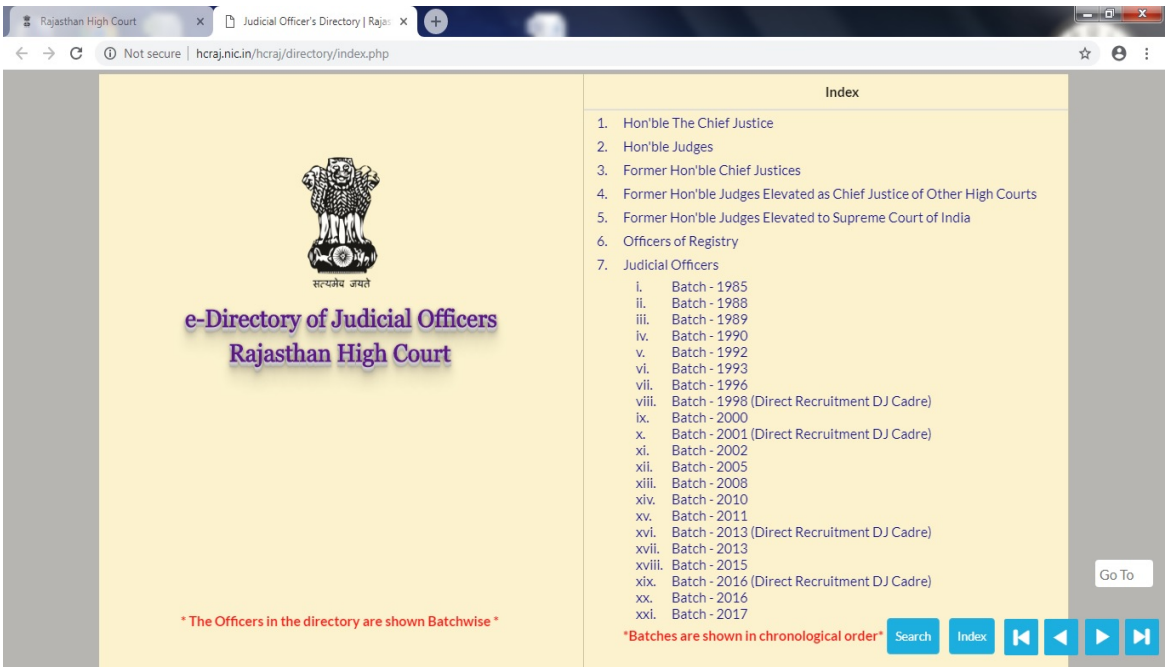 Rajasthan High Court
Judicial Officer's Directory | Rajas
Not secure | hcraj.nic.in/hcraj/directory/index.php
सत्यमेव जयते
e-Directory of Judicial Officers
Rajasthan High Court
* The Officers in the directory are shown Batchwise *
Index
1. Hon'ble The Chief Justice
2. Hon'ble Judges
3. Former Hon'ble Chief Justices
4. Former Hon'ble Judges Elevated as Chief Justice of Other High Courts
5. Former Hon'ble Judges Elevated to Supreme Court of India
6. Officers of Registry
7. Judicial Officers
i. Batch - 1985
ii. Batch - 1988
iii. Batch - 1989
iv. Batch - 1990
v. Batch - 1992
vi. Batch - 1993
vii. Batch - 1996
viii. Batch - 1998 (Direct Recruitment DJ Cadre)
ix. Batch - 2000
x. Batch - 2001 (Direct Recruitment DJ Cadre)
xi. Batch - 2002
xii. Batch - 2005
xiii. Batch - 2008
xiv. Batch - 2010
xv. Batch - 2011
xvi. Batch - 2013 (Direct Recruitment DJ Cadre)
xvii. Batch - 2013
xviii. Batch - 2015
xix. Batch - 2016 (Direct Recruitment DJ Cadre)
xx. Batch - 2016
xxi. Batch - 2017
*Batches are shown in chronological order*
Go To
Search
Index